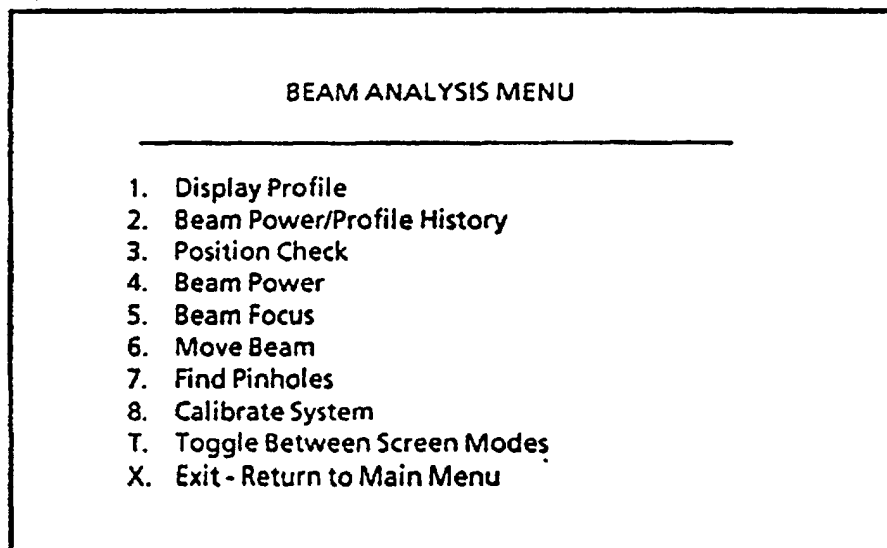 BEAM ANALYSIS MENU
1. Display Profile
2. Beam Power/Profile History
3. Position Check
4. Beam Power
5. Beam Focus
6. Move Beam
7. Find Pinholes
8. Calibrate System
T. Toggle Between Screen Modes
X. Exit - Return to Main Menu